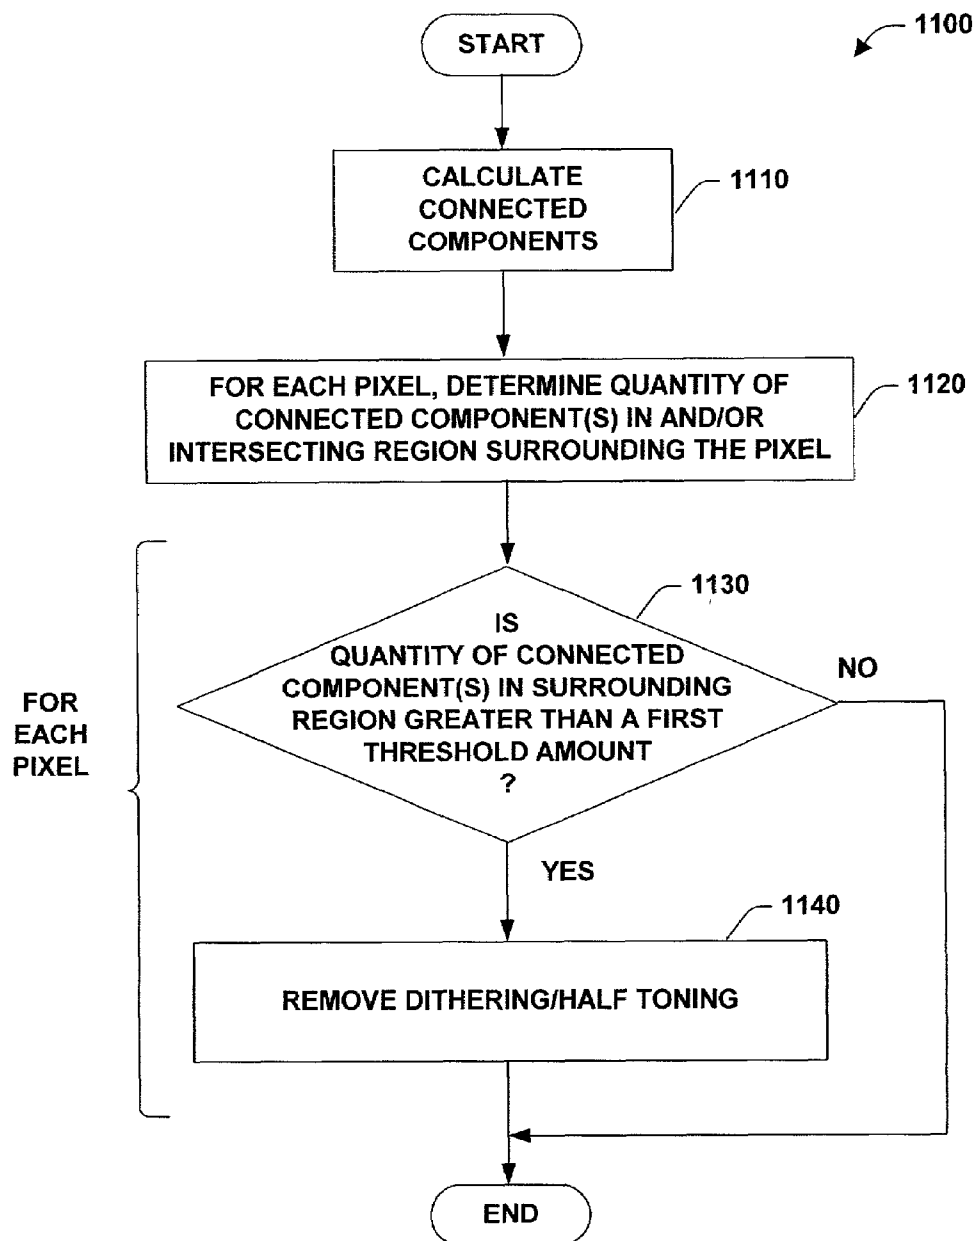 START
1100
CALCULATE
CONNECTED
COMPONENTS
1110
FOR EACH PIXEL, DETERMINE QUANTITY OF
CONNECTED COMPONENT(S) IN AND/OR
INTERSECTING REGION SURROUNDING THE PIXEL
1120
FOR
EACH
PIXEL
IS
QUANTITY OF CONNECTED
COMPONENT(S) IN SURROUNDING
REGION GREATER THAN A FIRST
THRESHOLD AMOUNT
?
1130
NO
YES
1140
REMOVE DITHERING/HALF TONING
END